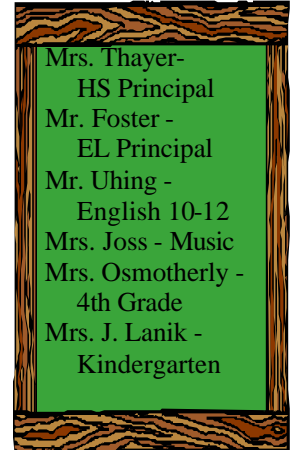 Mrs. Thayer-
HS Principal
Mr. Foster -
EL Principal
Mr. Uhing -
English 10-12
Mrs. Joss - Music
Mrs. Osmotherly -
4th Grade
Mrs. J. Lanik -
Kindergarten